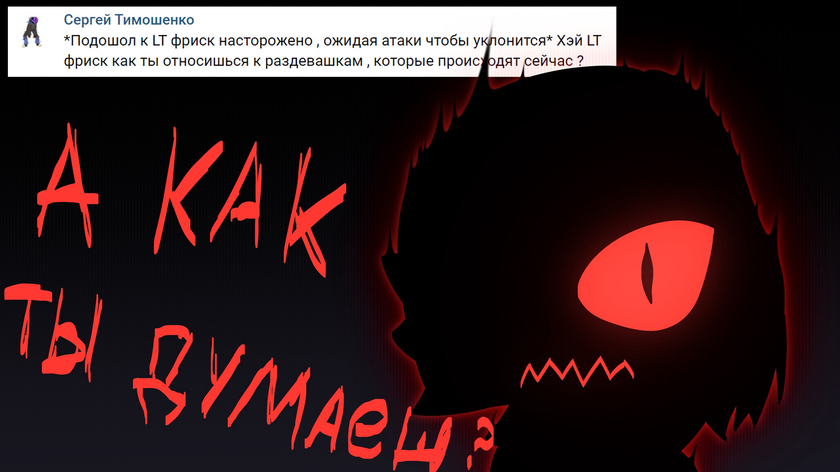 Сергей Тимошенко
*Подошол к LT фриск насторожено , ожидая атаки чтобы уклонится* Хэй LT
фриск как ты относишься к раздевашкам , которые происходят сейчас ?
А КАК
ТЫ ДУМАЕШ?